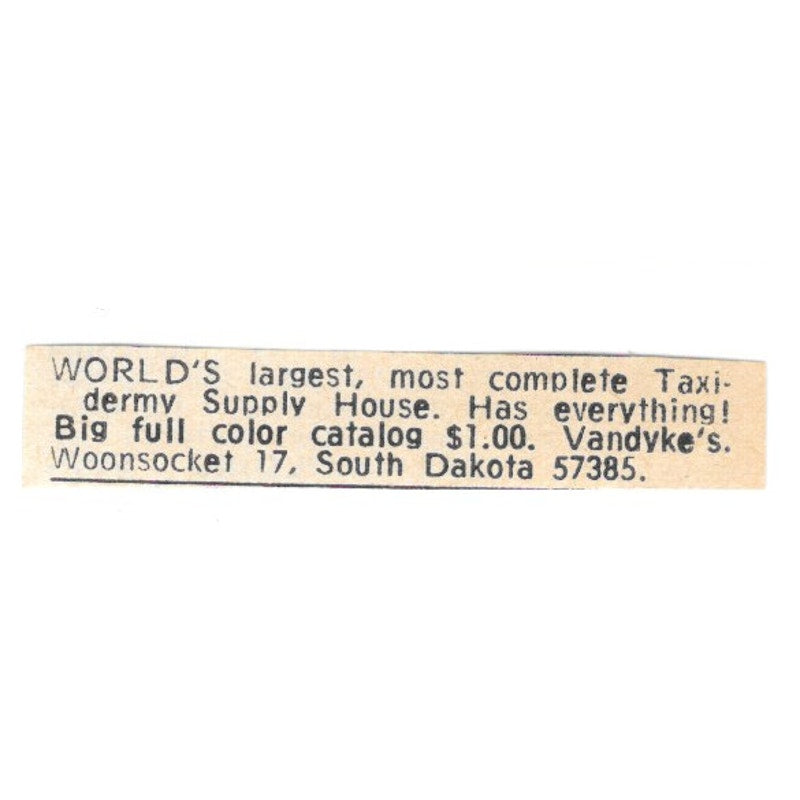 WORLD'S largest, most complete Taxi-
dermy Supply House. Has everything!
Big full color catalog $1.00. Vandyke's.
Woonsocket 17, South Dakota 57385.